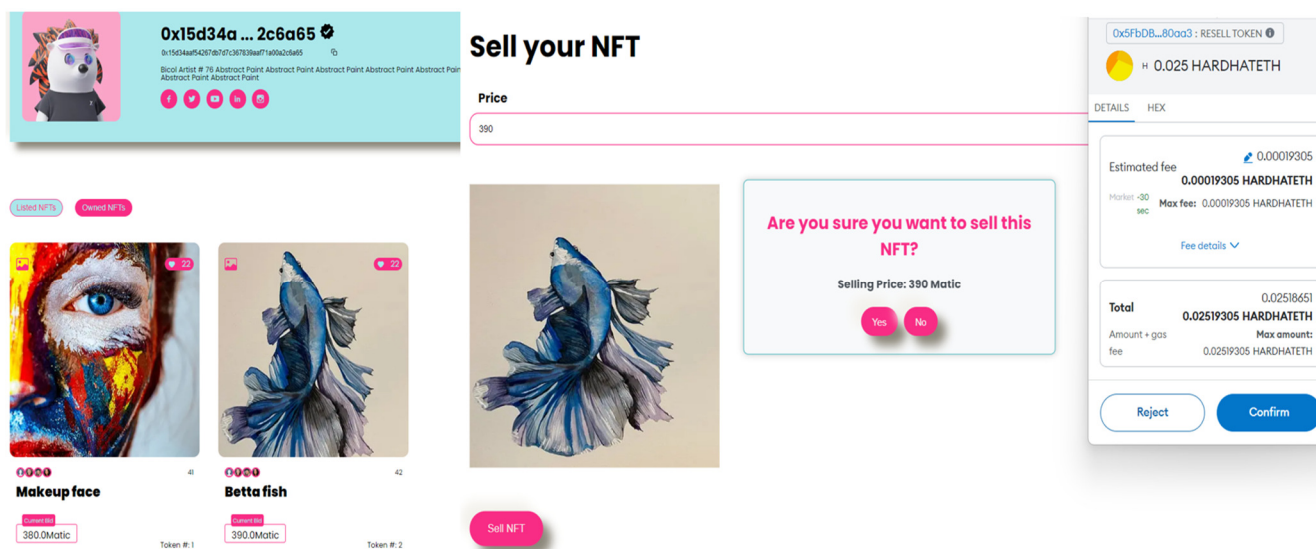 0x15d34a ... 2c6a65
0x15d34aaf54267db7d7c367839aaf71a00a2c6a65
Bicol Artist # 76 Abstract Paint Abstract Paint Abstract Paint Abstract Paint Abstract Pain
Abstract Paint Abstract Paint
Listed NFTs
Owned NFTs
22
22
41
42
Makeup face
Betta fish
Current Bid
Current Bid
380.0Matic
390.0Matic
Token #: 1
Token #: 2
Sell your NFT
Price
390
Are you sure you want to sell this
NFT?
Selling Price: 390 Matic
Yes
No
Sell NFT
0x5FbDB...80aa3 : RESELL TOKEN
H 0.025 HARDHATETH
DETAILS
HEX
Estimated fee
0.00019305
0.00019305 HARDHATETH
Market ~30
sec
Max fee: 0.00019305 HARDHATETH
Fee details
Total
0.02518651
0.02519305 HARDHATETH
Amount + gas
fee
Max amount:
0.02519305 HARDHATETH
Reject
Confirm